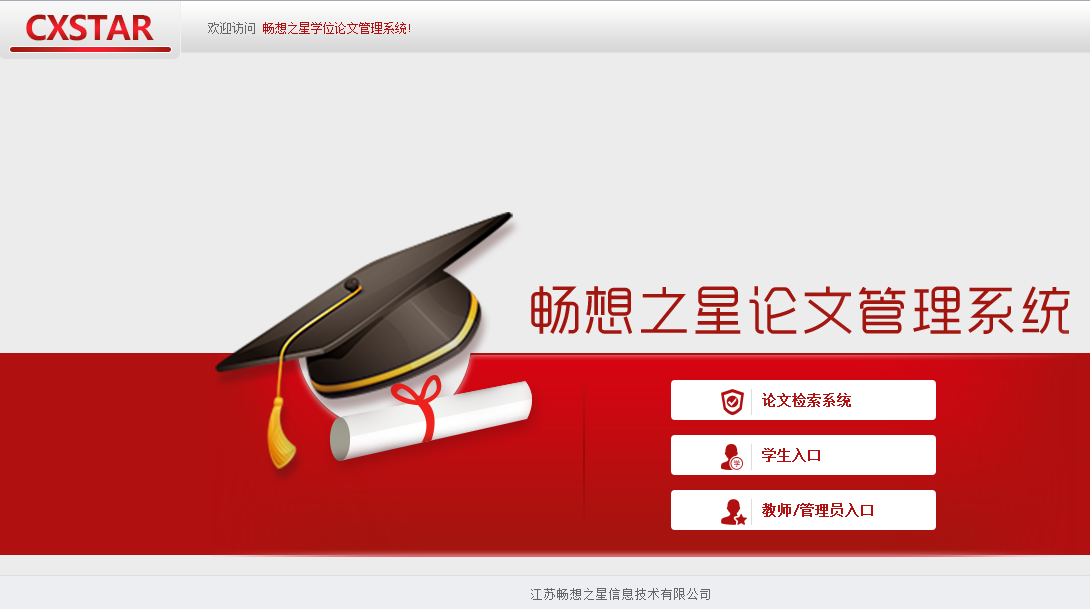 CXSTAR
欢迎访问 畅想之星学位论文管理系统!
畅想之星论文管理系统
论文检索系统
学
学生入口
教师/管理员入口
江苏畅想之星信息技术有限公司